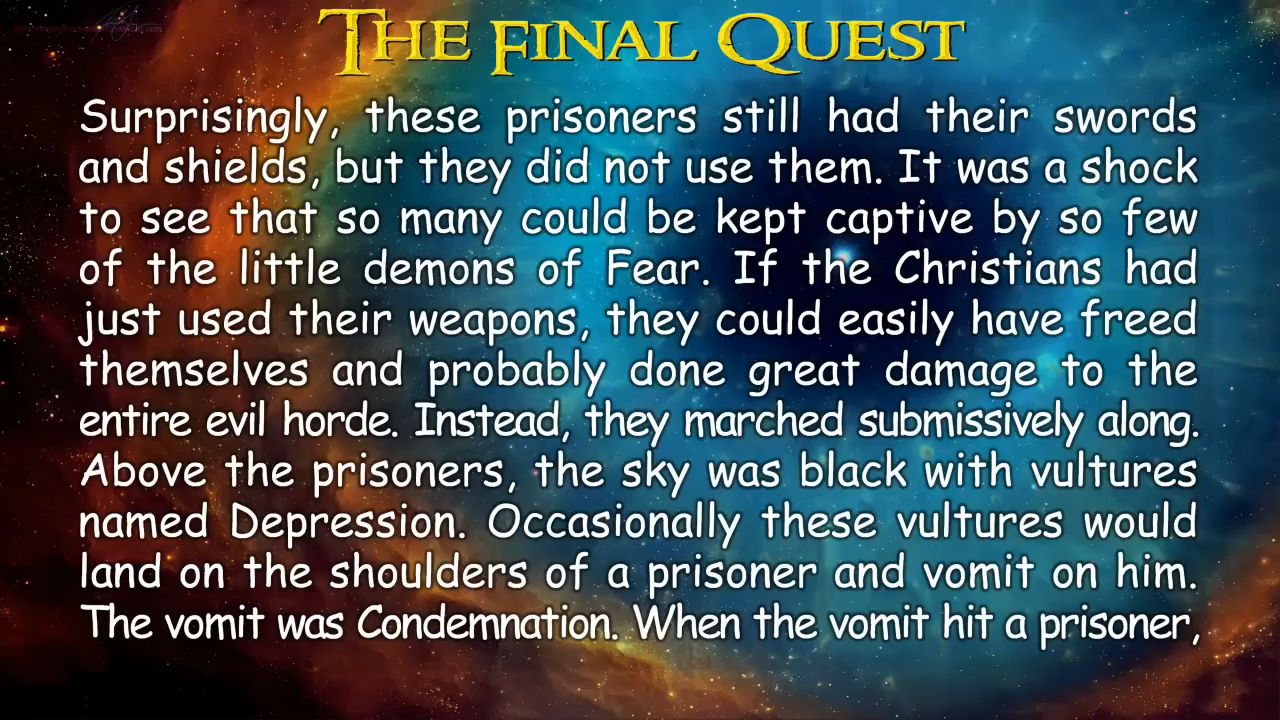 The Final Quest
Surprisingly, these prisoners still had their swords
and shields, but they did not use them. It was a shock
to see that so many could be kept captive by so few
of the little demons of Fear. If the Christians had
just used their weapons, they could easily have freed
themselves and probably done great damage to the
entire evil horde. Instead, they marched submissively along.
Above the prisoners, the sky was black with vultures
named Depression. Occasionally these vultures would
land on the shoulders of a prisoner and vomit on him.
The vomit was Condemnation. When the vomit hit a prisoner,